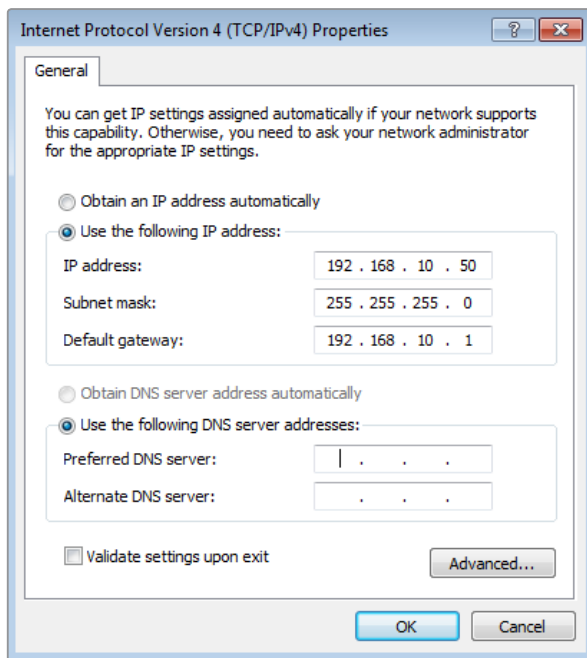 Internet Protocol Version 4 (TCP/IPv4) Properties
?
General
You can get IP settings assigned automatically if your network supports
this capability. Otherwise, you need to ask your network administrator
for the appropriate IP settings.
Obtain an IP address automatically
Use the following IP address:
IP address: 192 . 168 . 10 . 50
Subnet mask: 255 . 255 . 255 . 0
Default gateway: 192 . 168 . 10 . 1
Obtain DNS server address automatically
Use the following DNS server addresses:
Preferred DNS server: . . .
Alternate DNS server: . . .
Validate settings upon exit
Advanced...
OK Cancel